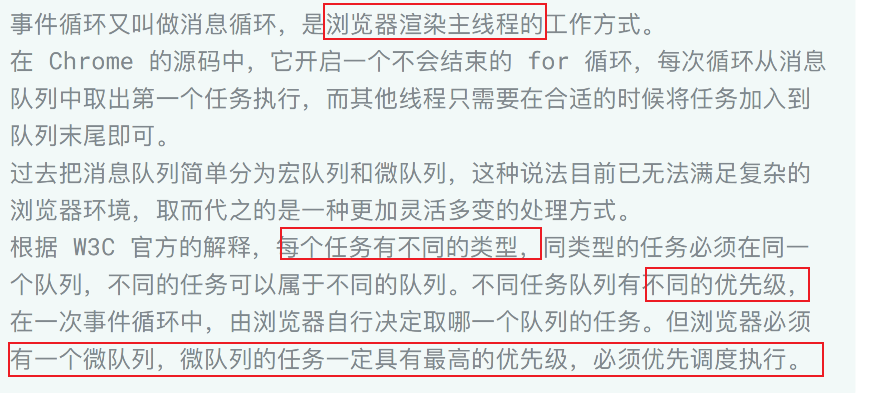 事件循环又叫做消息循环，是浏览器渲染主线程的工作方式。
在 Chrome 的源码中，它开启一个不会结束的 for 循环，每次循环从消息
队列中取出第一个任务执行，而其他线程只需要在合适的时候将任务加入到
队列末尾即可。
过去把消息队列简单分为宏队列和微队列，这种说法目前已无法满足复杂的
浏览器环境，取而代之的是一种更加灵活多变的处理方式。
根据 W3C 官方的解释，每个任务有不同的类型，同类型的任务必须在同一
个队列，不同的任务可以属于不同的队列。不同任务队列有不同的优先级，
在一次事件循环中，由浏览器自行决定取哪一个队列的任务。但浏览器必须
有一个微队列，微队列的任务一定具有最高的优先级，必须优先调度执行。